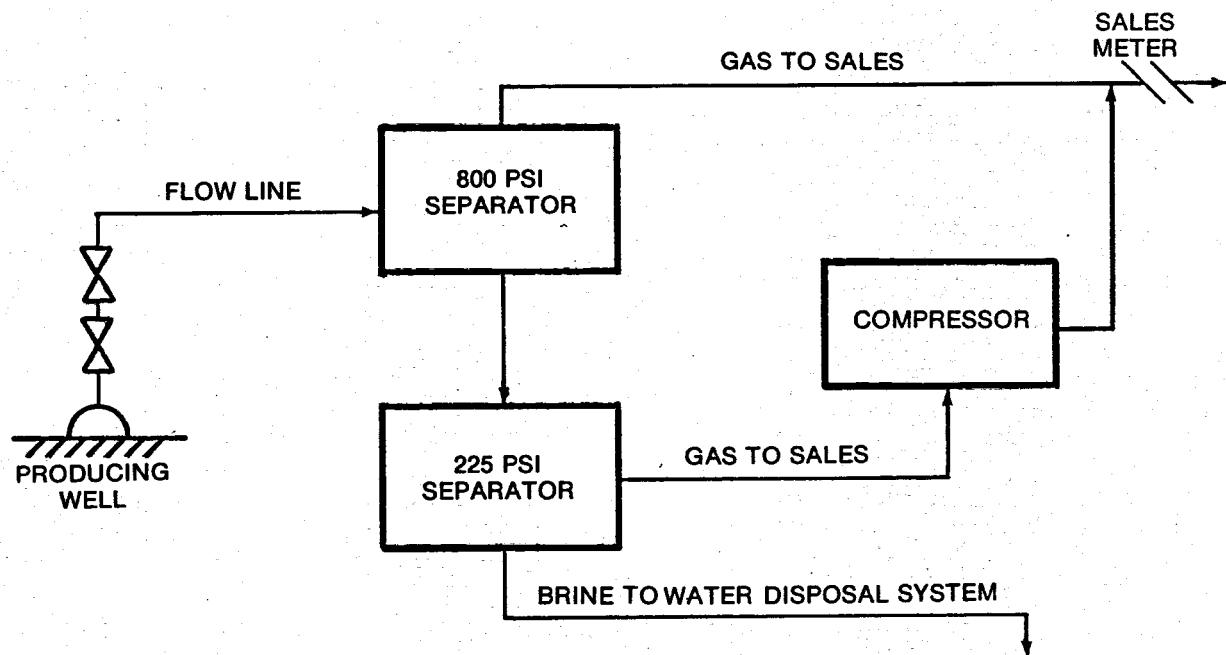 SALES
METER
GAS TO SALES
800 PSI
SEPARATOR
FLOW LINE
COMPRESSOR
PRODUCING
WELL
225 PSI
SEPARATOR
GAS TO SALES
BRINE TO WATER DISPOSAL SYSTEM